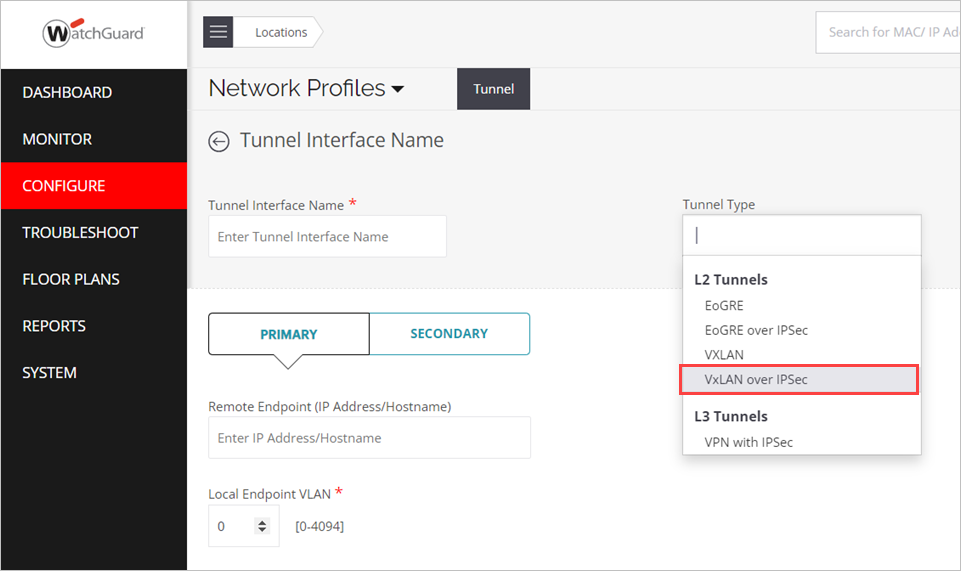 WatchGuard
Locations
Search for MAC/ IP Ad
Network Profiles
Tunnel
DASHBOARD
MONITOR
CONFIGURE
TROUBLESHOOT
FLOOR PLANS
REPORTS
SYSTEM
Tunnel Interface Name
Tunnel Interface Name *
Enter Tunnel Interface Name
Tunnel Type
L2 Tunnels
EoGRE
EoGRE over IPSec
VXLAN
VxLAN over IPSec
L3 Tunnels
VPN with IPSec
PRIMARY
SECONDARY
Remote Endpoint (IP Address/Hostname)
Enter IP Address/Hostname
Local Endpoint VLAN *
0 [0-4094]